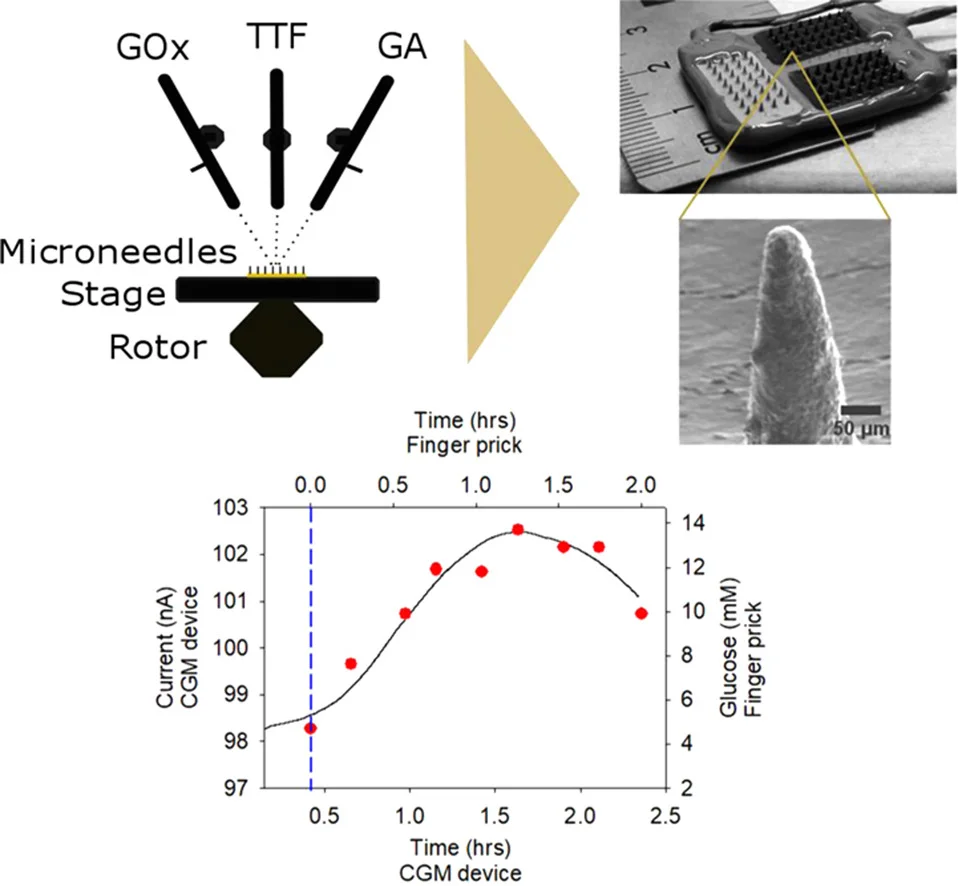 GOx
TTF
GA
Microneedles
Stage
Rotor
3
2
1
cm
50 µm
Time (hrs)
Finger prick
0.0 0.5 1.0 1.5 2.0
103
102
101
100
99
98
97
Current (nA)
CGM device
14
12
10
8
6
4
2
Glucose (mM)
Finger prick
0.5 1.0 1.5 2.0 2.5
Time (hrs)
CGM device